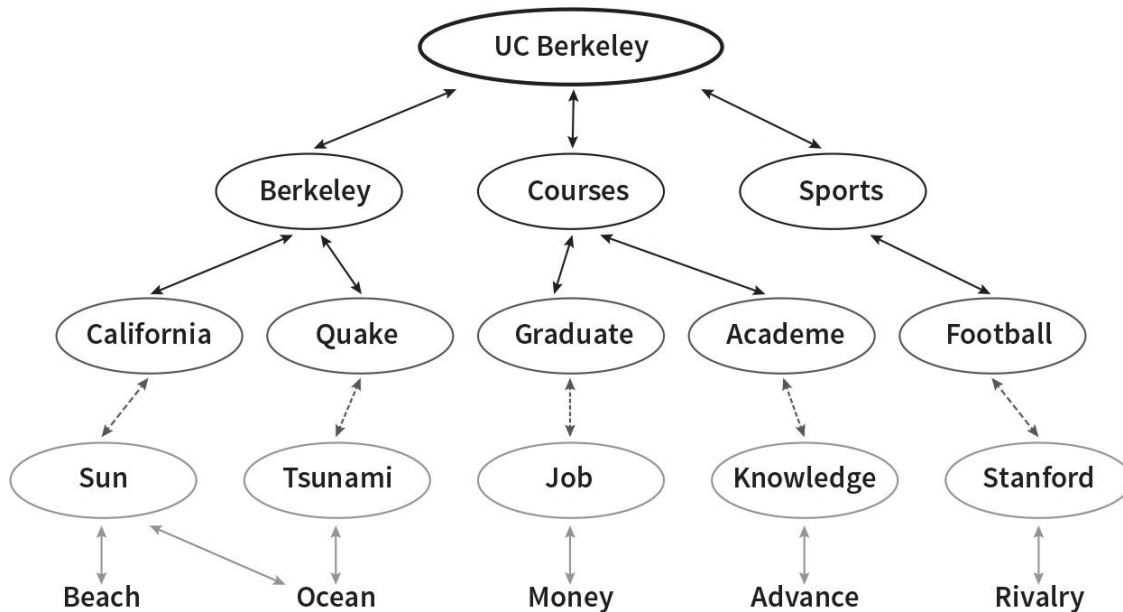 UC Berkeley
Berkeley
Courses
Sports
California
Quake
Graduate
Academe
Football
Sun
Tsunami
Job
Knowledge
Stanford
Beach
Ocean
Money
Advance
Rivalry